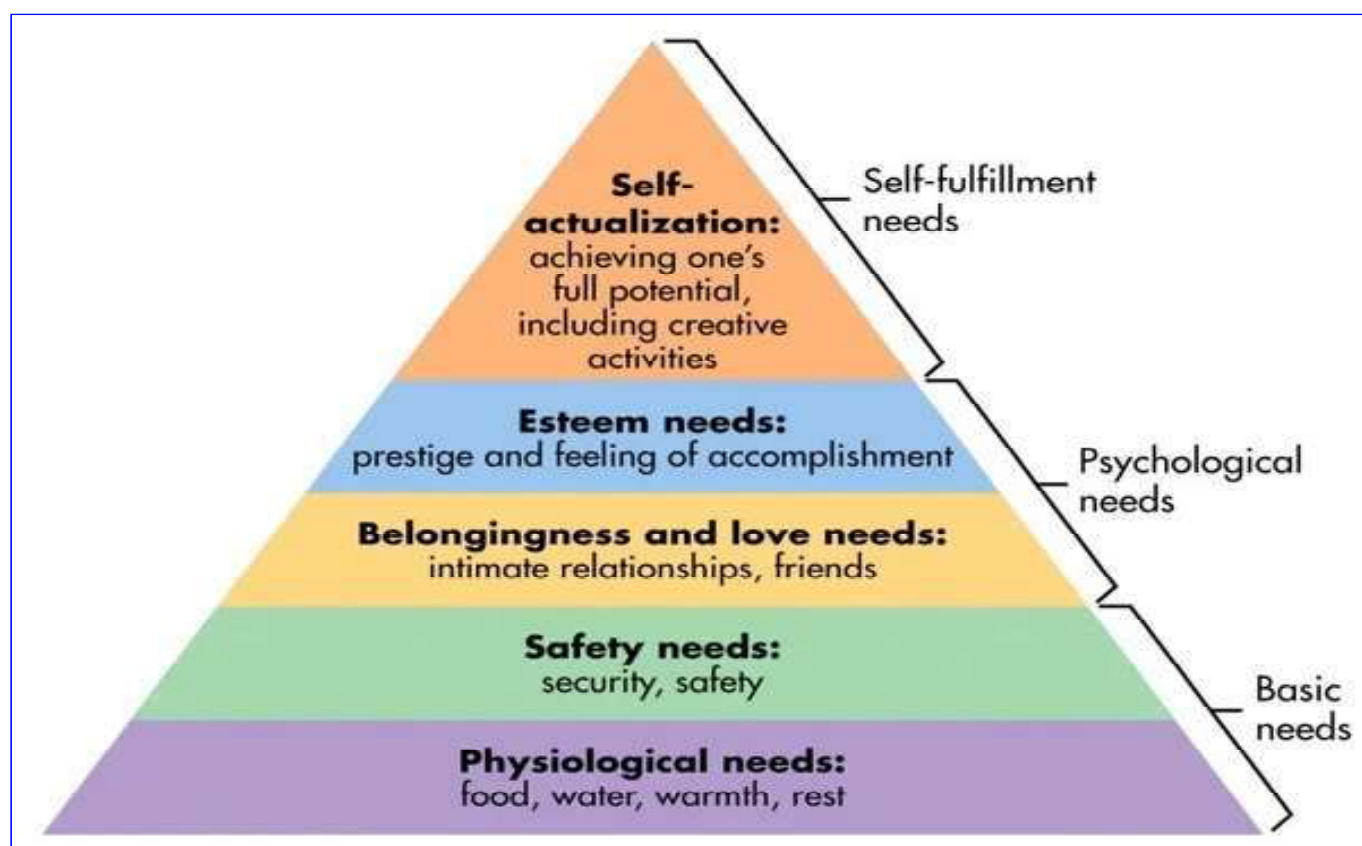 Self-
actualization:
achieving one's
full potential,
including creative
activities
Self-fulfillment
needs
Esteem needs:
prestige and feeling of accomplishment
Psychological
needs
Belongingness and love needs:
intimate relationships, friends
Safety needs:
security, safety
Basic
needs
Physiological needs:
food, water, warmth, rest